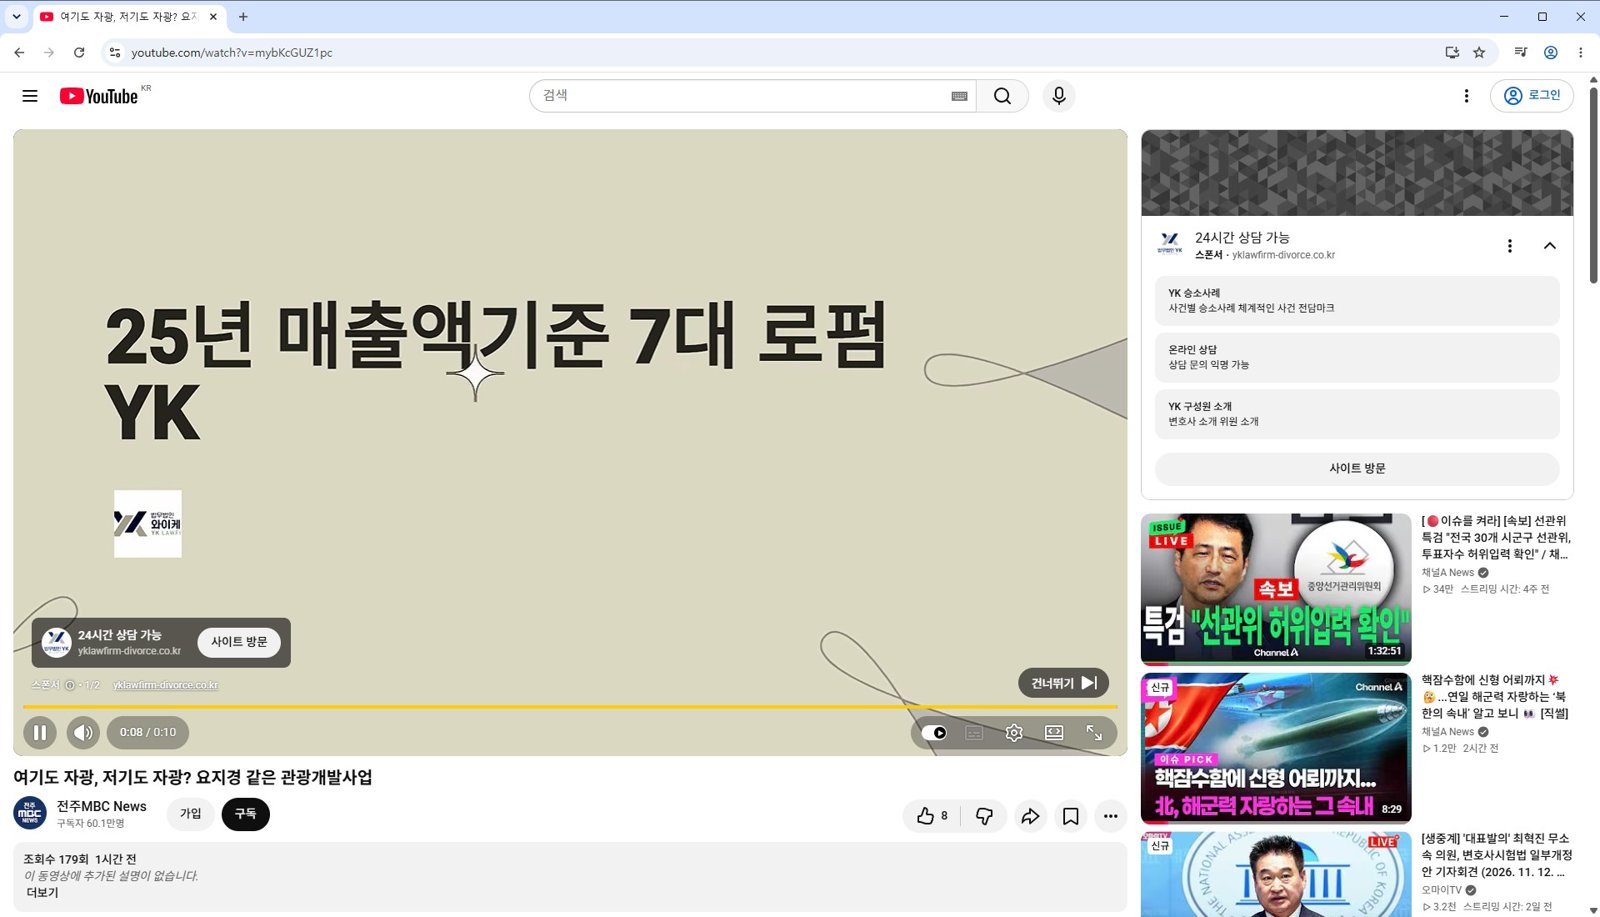 여기도 자광, 저기도 자광? 요지
youtube.com/watch?v=mybKcGUZ1pc
YouTube KR
검색
로그인
25년 매출액기준 7대 로펌
YK
법무법인
와이케
YK LAWFI
24시간 상담 가능
yklawfirm-divorce.co.kr
사이트 방문
스폰서 · 1/2 yklawfirm-divorce.co.kr
건너뛰기
0:08 / 0:10
여기도 자광, 저기도 자광? 요지경 같은 관광개발사업
전주
MBC
NEWS
전주MBC News
구독자 60.1만명
가입
구독
8
조회수 179회 1시간 전
이 동영상에 추가된 설명이 없습니다.
더보기
24시간 상담 가능
스폰서 · yklawfirm-divorce.co.kr
YK 승소사례
사건별 승소사례 체계적인 사건 전담마크
온라인 상담
상담 문의 익명 가능
YK 구성원 소개
변호사 소개 위원 소개
사이트 방문
ISSUE
LIVE
속보
중앙선거관리위원회
특검 "선관위 허위입력 확인"
Channel A
1:32:51
[🔴이슈를 켜라] [속보] 선관위
특검 "전국 30개 시군구 선관위,
투표자수 허위입력 확인" / 채...
채널A News
34만 스트리밍 시간: 4주 전
신규
Channel A
이슈 PICK
핵잠수함에 신형 어뢰까지...
北, 해군력 자랑하는 그 속내
8:29
핵잠수함에 신형 어뢰까지
...연일 해군력 자랑하는 '북
한의 속내' 알고 보니 [직썰]
채널A News
1.2만 2시간 전
신규
LIVE
[생중계] '대표발의' 최혁진 무소
속 의원, 변호사시험법 일부개정
안 기자회견 (2026. 11. 12. ...
오마이TV
3.2천 스트리밍 시간: 2일 전